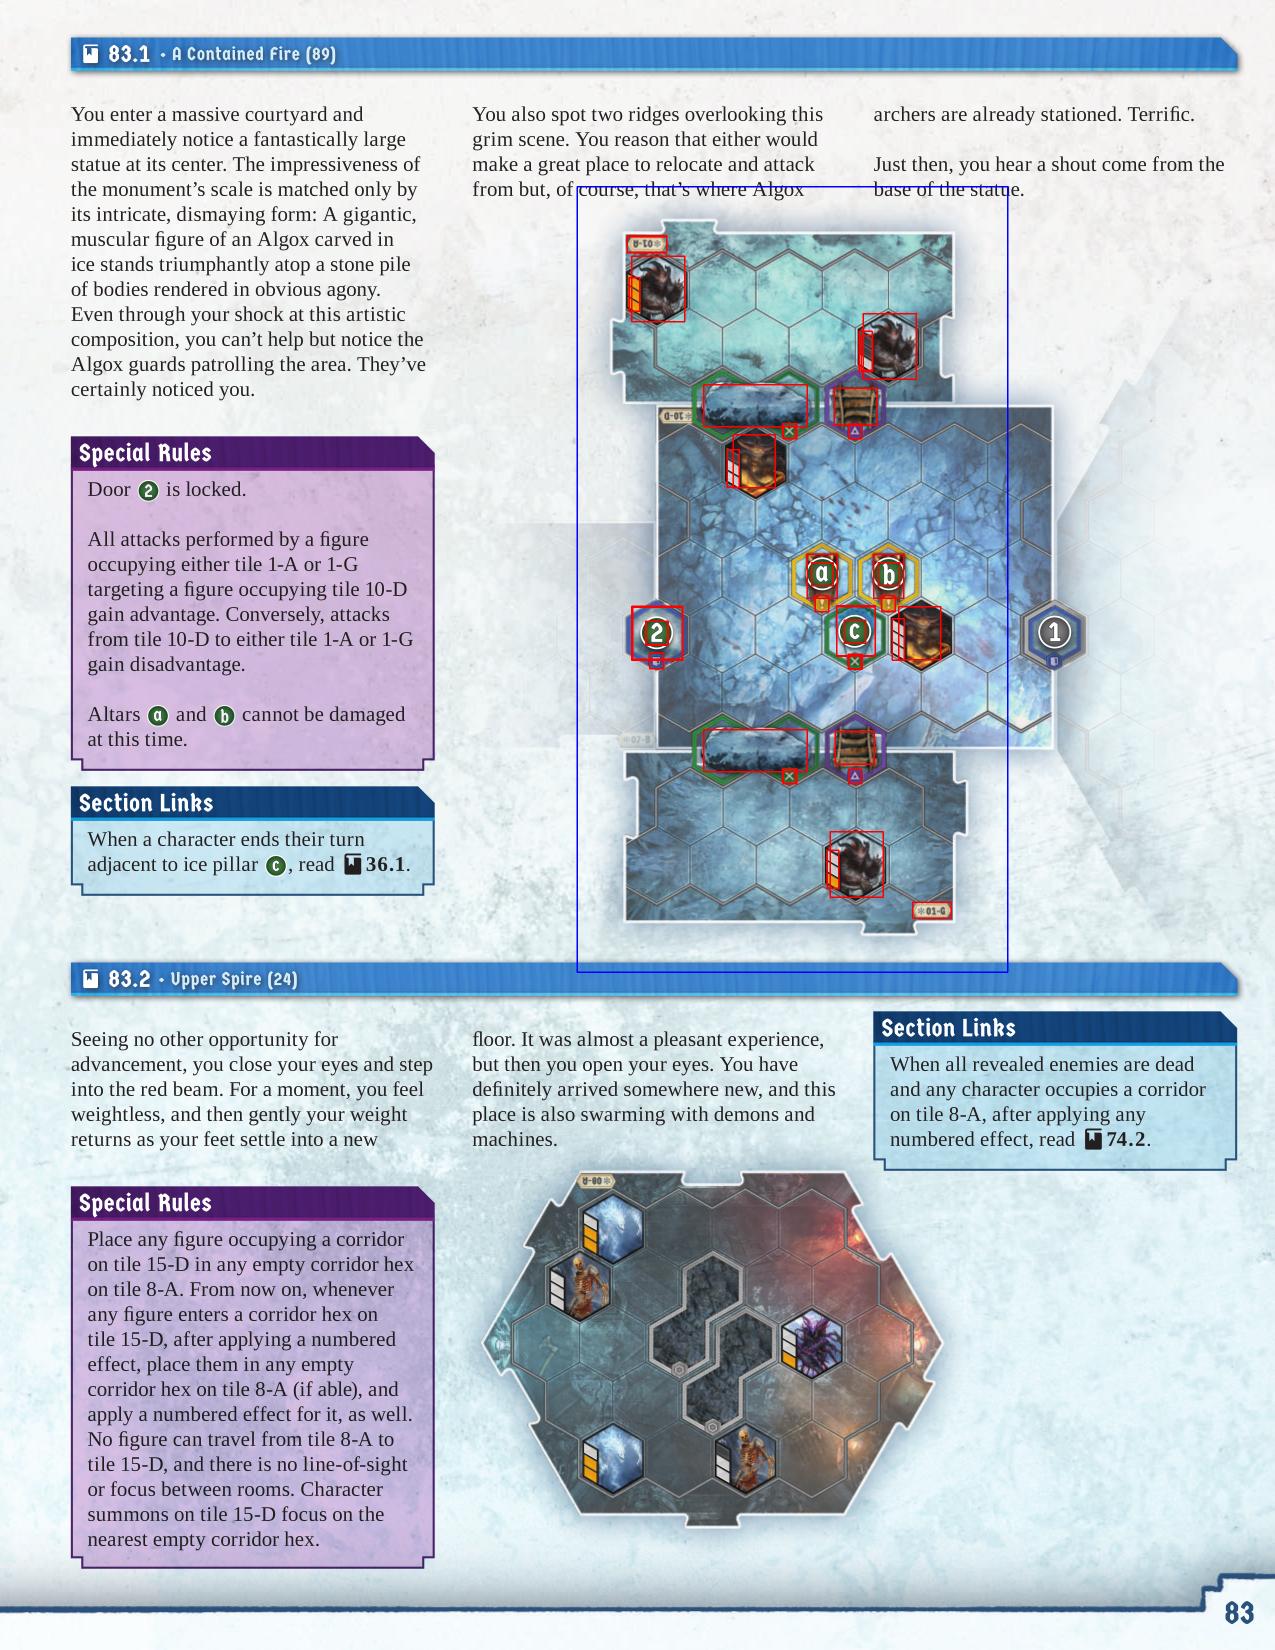 83.1 • A Contained Fire (89)
You enter a massive courtyard and
immediately notice a fantastically large
statue at its center. The impressiveness of
the monument’s scale is matched only by
its intricate, dismaying form: A gigantic,
muscular figure of an Algox carved in
ice stands triumphantly atop a stone pile
of bodies rendered in obvious agony.
Even through your shock at this artistic
composition, you can’t help but notice the
Algox guards patrolling the area. They’ve
certainly noticed you.
You also spot two ridges overlooking this
grim scene. You reason that either would
make a great place to relocate and attack
from but, of course, that’s where Algox
archers are already stationed. Terrific.
Just then, you hear a shout come from the
base of the statue.
Special Rules
Door 2 is locked.
All attacks performed by a figure
occupying either tile 1-A or 1-G
targeting a figure occupying tile 10-D
gain advantage. Conversely, attacks
from tile 10-D to either tile 1-A or 1-G
gain disadvantage.
Altars a and b cannot be damaged
at this time.
Section Links
When a character ends their turn
adjacent to ice pillar c, read 36.1.
01-A
10-D
a
b
2
c
1
07-B
01-G
83.2 • Upper Spire (24)
Seeing no other opportunity for
advancement, you close your eyes and step
into the red beam. For a moment, you feel
weightless, and then gently your weight
returns as your feet settle into a new
floor. It was almost a pleasant experience,
but then you open your eyes. You have
definitely arrived somewhere new, and this
place is also swarming with demons and
machines.
Section Links
When all revealed enemies are dead
and any character occupies a corridor
on tile 8-A, after applying any
numbered effect, read 74.2.
Special Rules
Place any figure occupying a corridor
on tile 15-D in any empty corridor hex
on tile 8-A. From now on, whenever
any figure enters a corridor hex on
tile 15-D, after applying a numbered
effect, place them in any empty
corridor hex on tile 8-A (if able), and
apply a numbered effect for it, as well.
No figure can travel from tile 8-A to
tile 15-D, and there is no line-of-sight
or focus between rooms. Character
summons on tile 15-D focus on the
nearest empty corridor hex.
08-A
83